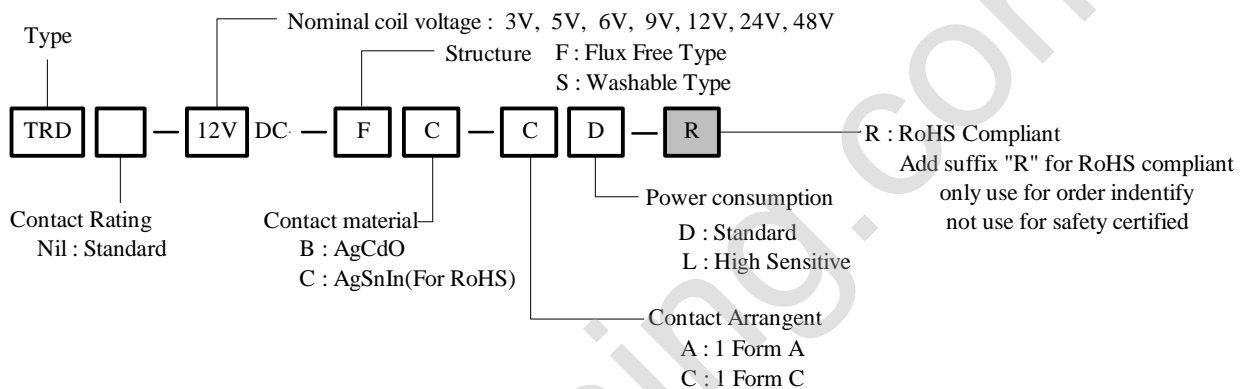 Nominal coil voltage : 3V, 5V, 6V, 9V, 12V, 24V, 48V
Type
Structure F : Flux Free Type
S : Washable Type
TRD — 12V DC — F C — C D — R
R : RoHS Compliant
Add suffix "R" for RoHS compliant
only use for order indentify
not use for safety certified
Contact Rating
Nil : Standard
Contact material
B : AgCdO
C : AgSnIn(For RoHS)
Power consumption
D : Standard
L : High Sensitive
Contact Arrangent
A : 1 Form A
C : 1 Form C
ing.com